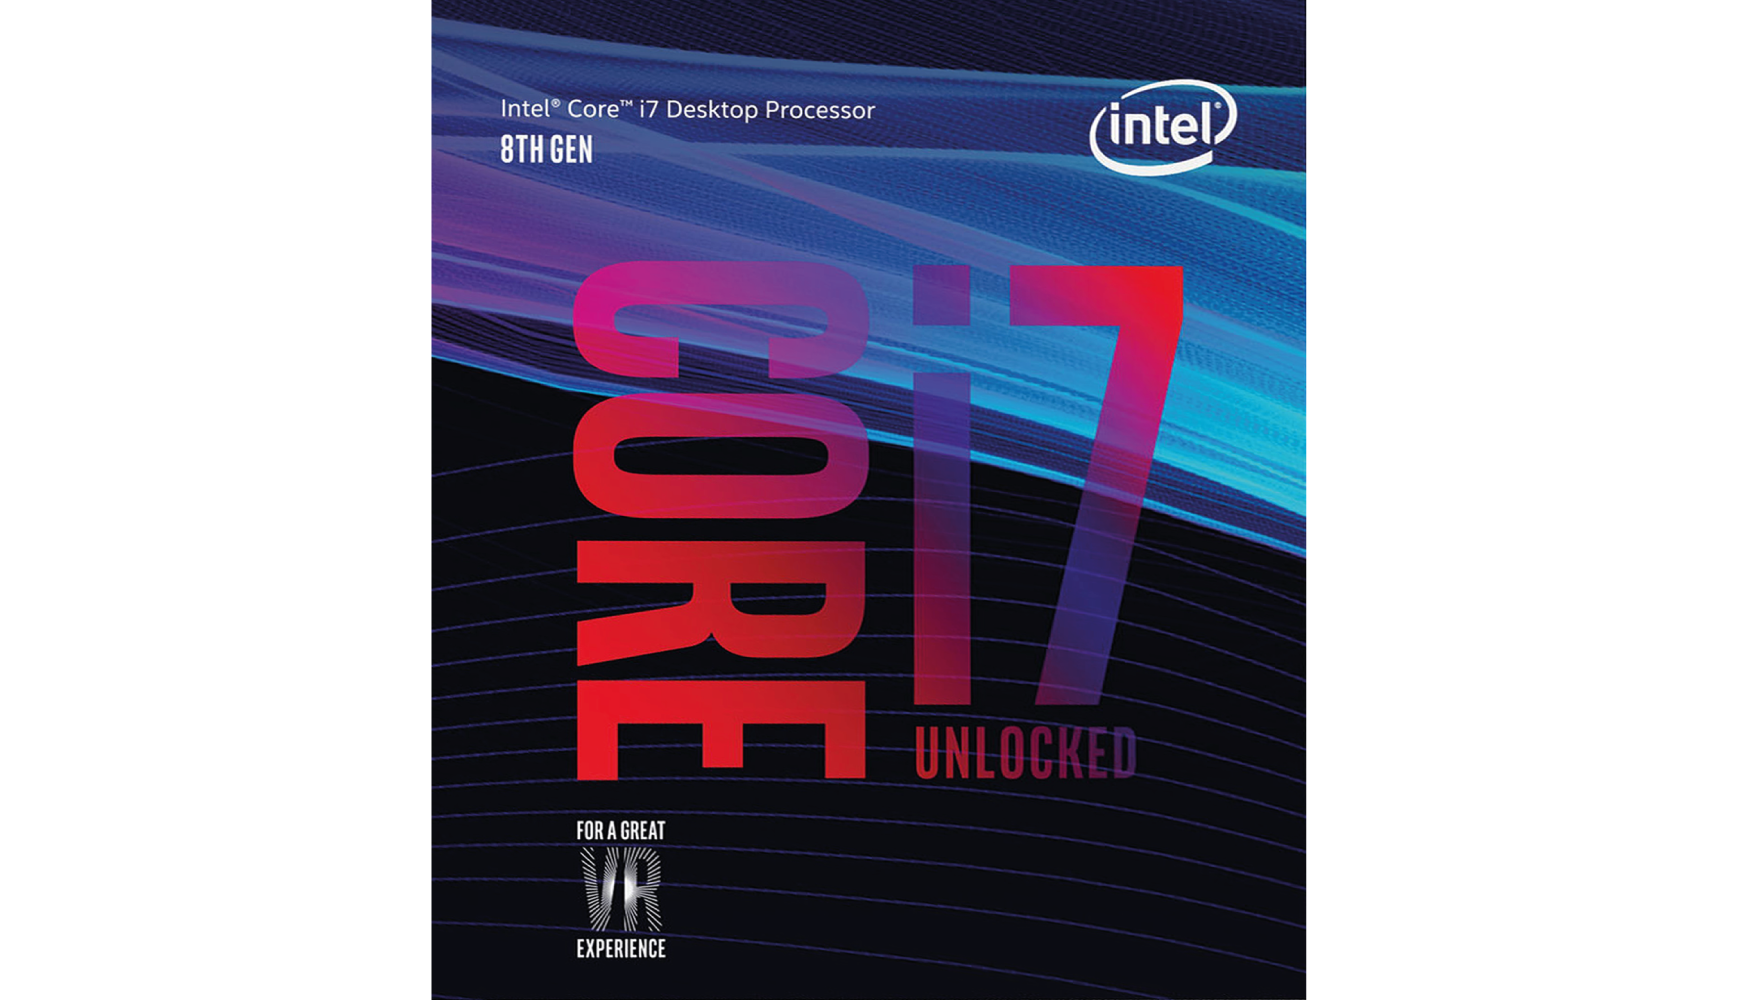 Intel® Core™ i7 Desktop Processor
8TH GEN
intel®
CORE
i7
UNLOCKED
FOR A GREAT
VR
EXPERIENCE